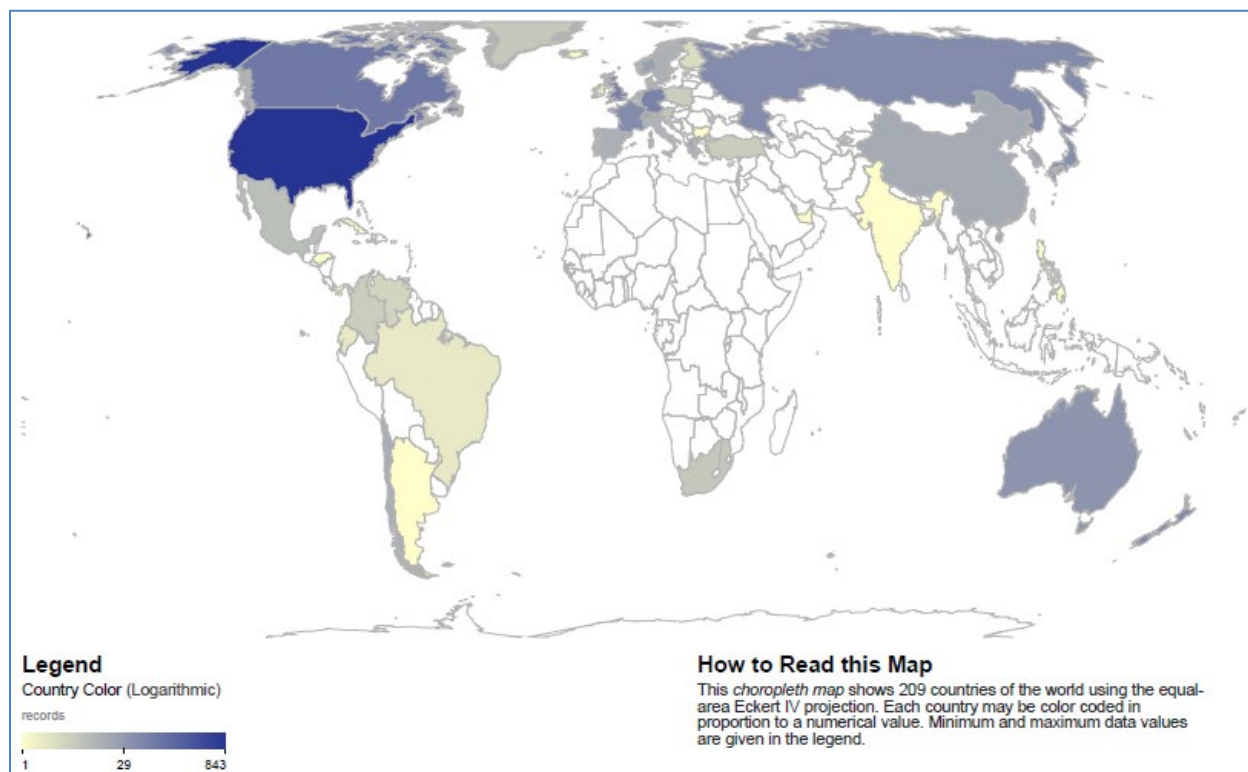 Legend
Country Color (Logarithmic)
records
1 29 843
How to Read this Map
This choropleth map shows 209 countries of the world using the equal-
area Eckert IV projection. Each country may be color coded in
proportion to a numerical value. Minimum and maximum data values
are given in the legend.